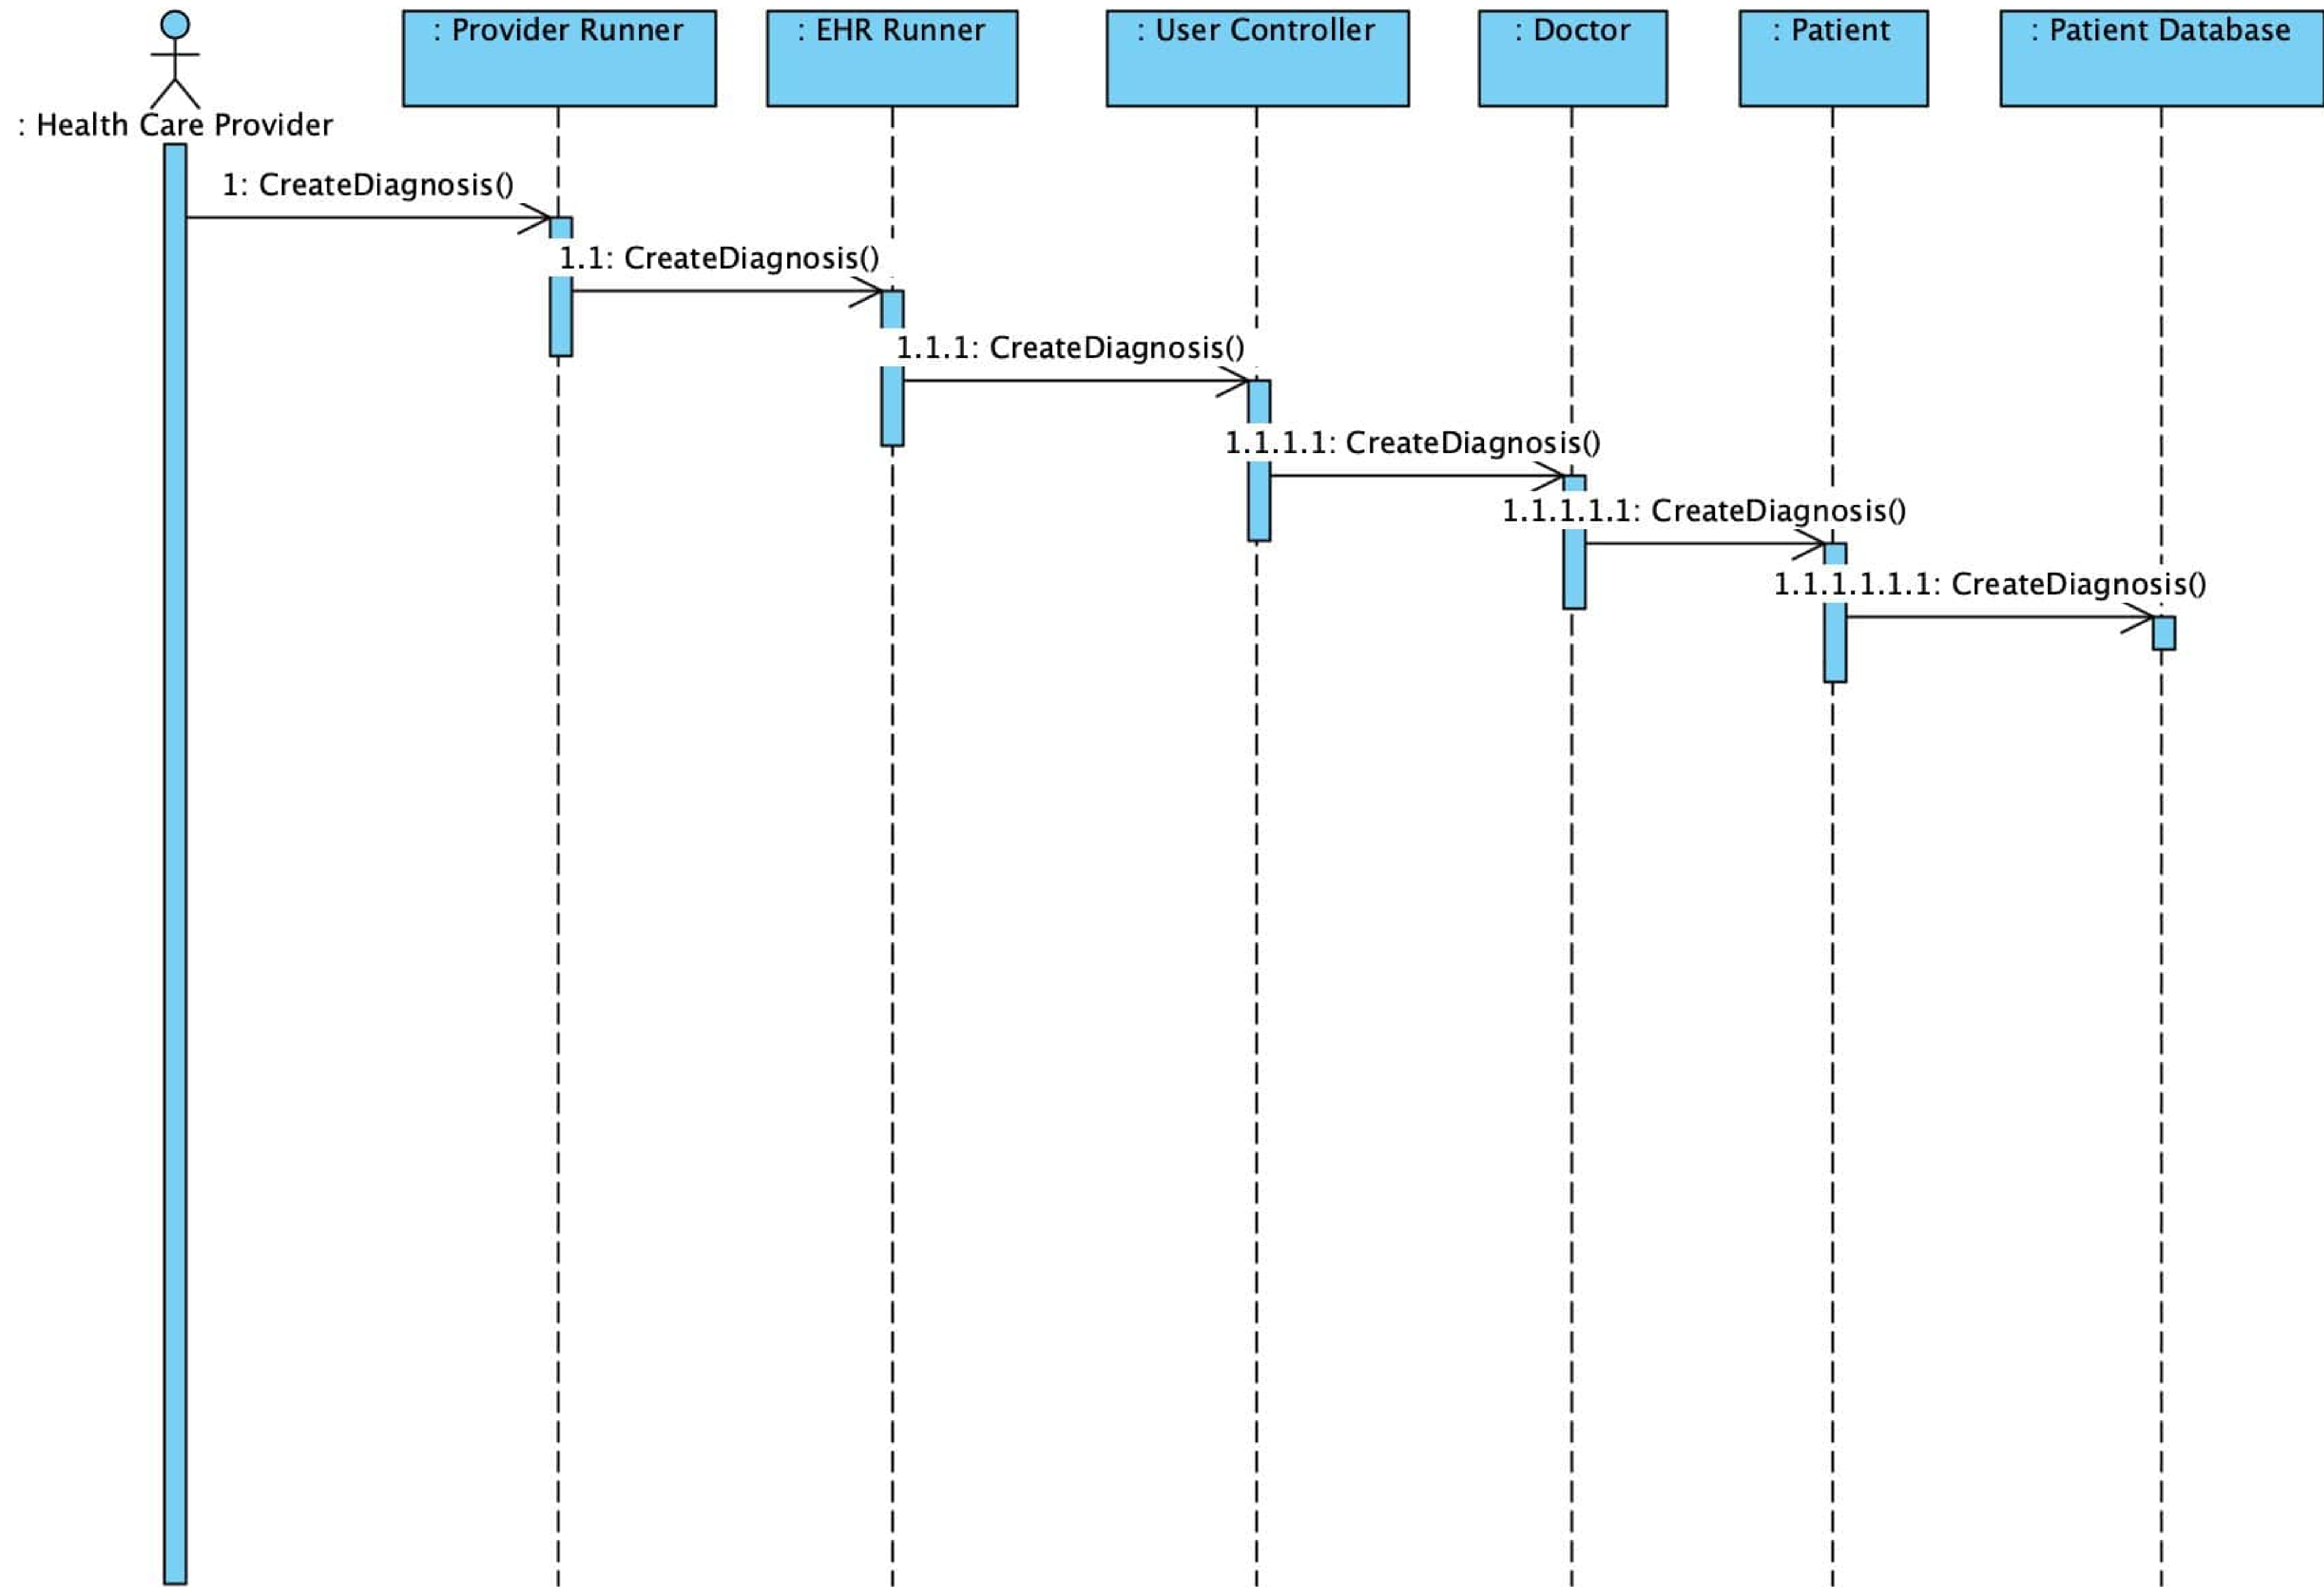 : Provider Runner
: EHR Runner
: User Controller
: Doctor
: Patient
: Patient Database
: Health Care Provider
1: CreateDiagnosis()
1.1: CreateDiagnosis()
1.1.1: CreateDiagnosis()
1.1.1.1: CreateDiagnosis()
1.1.1.1.1: CreateDiagnosis()
1.1.1.1.1.1: CreateDiagnosis()